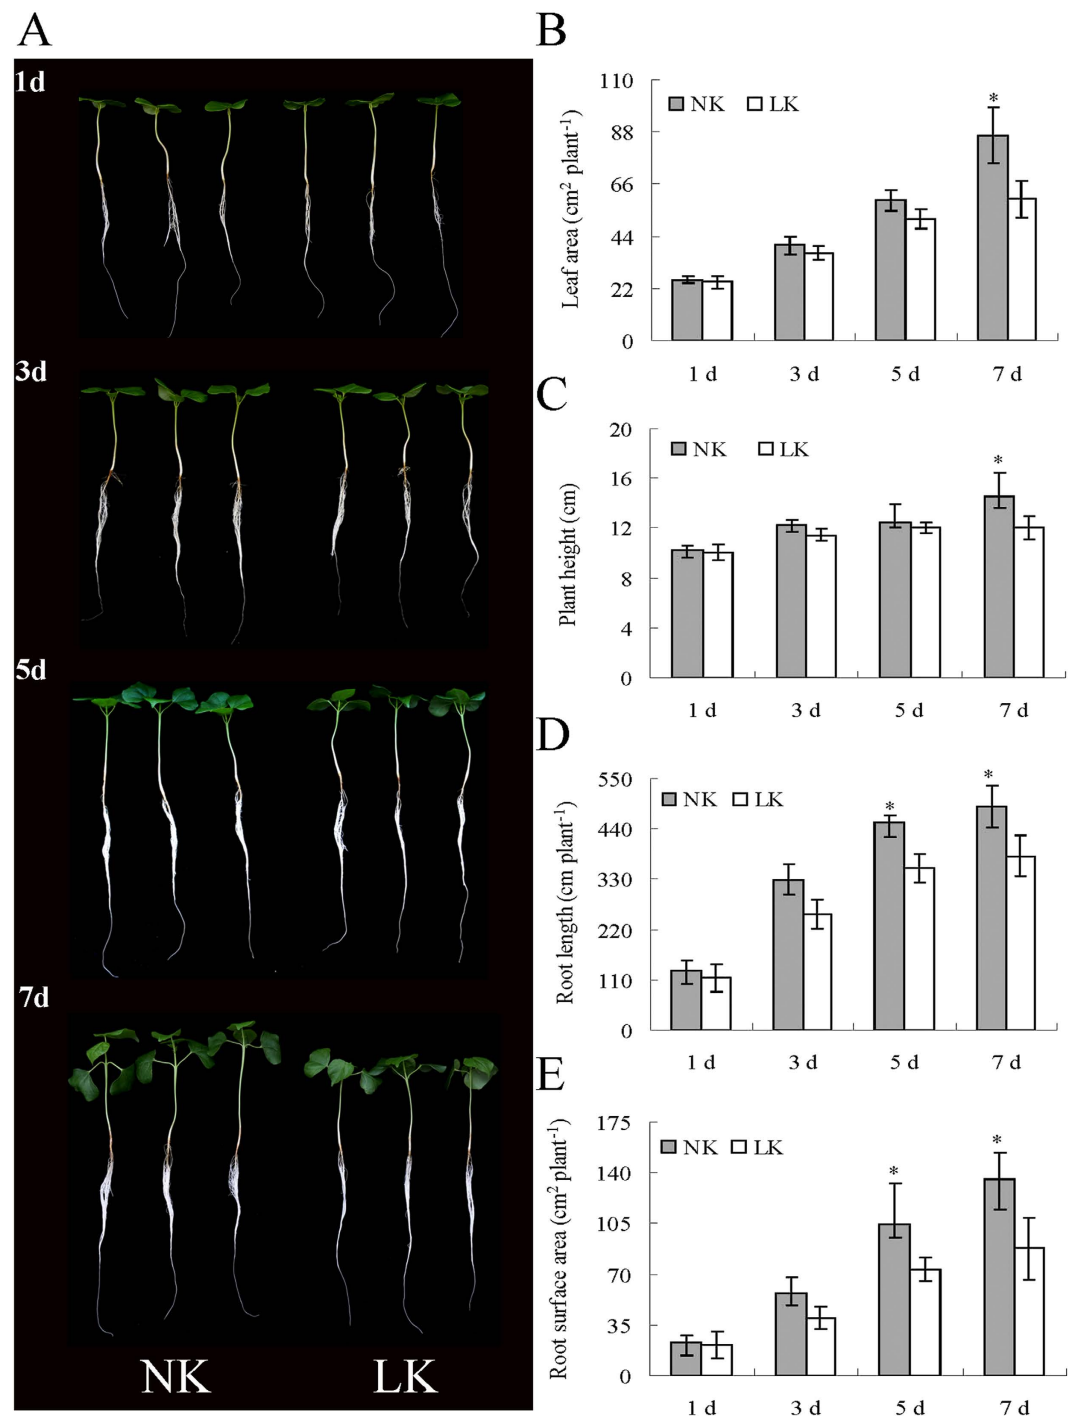 A
1d
3d
5d
7d
NK LK
B
Leaf area (cm² plant⁻¹)
110
88
66
44
22
0
NK LK
*
1 d 3 d 5 d 7 d
C
Plant height (cm)
20
16
12
8
4
0
NK LK
*
1 d 3 d 5 d 7 d
D
Root length (cm plant⁻¹)
550
440
330
220
110
0
NK LK
* *
1 d 3 d 5 d 7 d
E
Root surface area (cm² plant⁻¹)
175
140
105
70
35
0
NK LK
* *
1 d 3 d 5 d 7 d